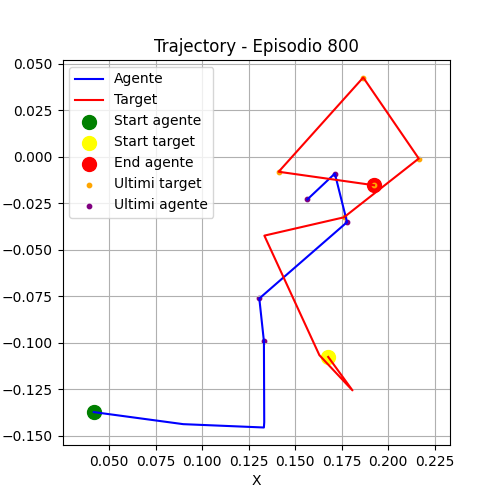 Trajectory - Episodio 800
0.050
0.025
0.000
−0.025
−0.050
−0.075
−0.100
−0.125
−0.150
Agente
Target
Start agente
Start target
End agente
Ultimi target
Ultimi agente
0.050 0.075 0.100 0.125 0.150 0.175 0.200 0.225
X